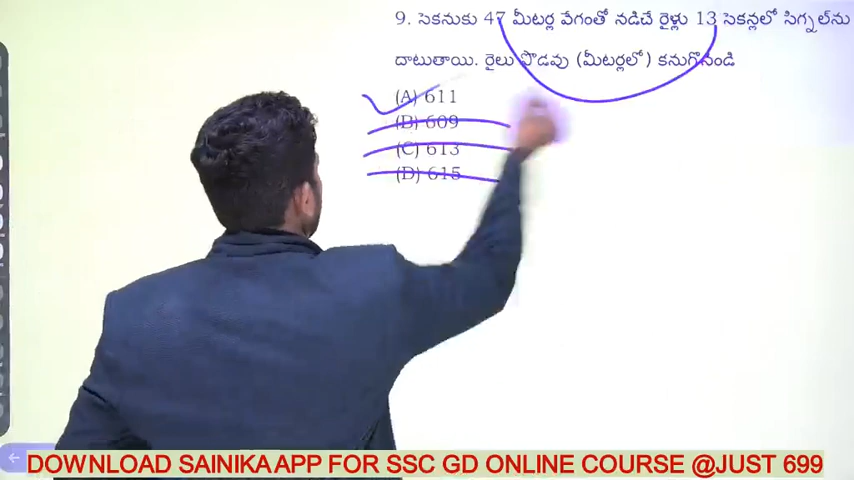 9. సెకనుకు 47 మీటర్ల వేగంతో నడిచే రైళ్లు 13 సెకన్లలో సిగ్నల్‌ను
దాటుతాయి. రైలు పొడవు (మీటర్లలో) కనుగొనండి
(A) 611
(B) 609
(C) 613
(D) 615
DOWNLOAD SAINIKA APP FOR SSC GD ONLINE COURSE @JUST 699